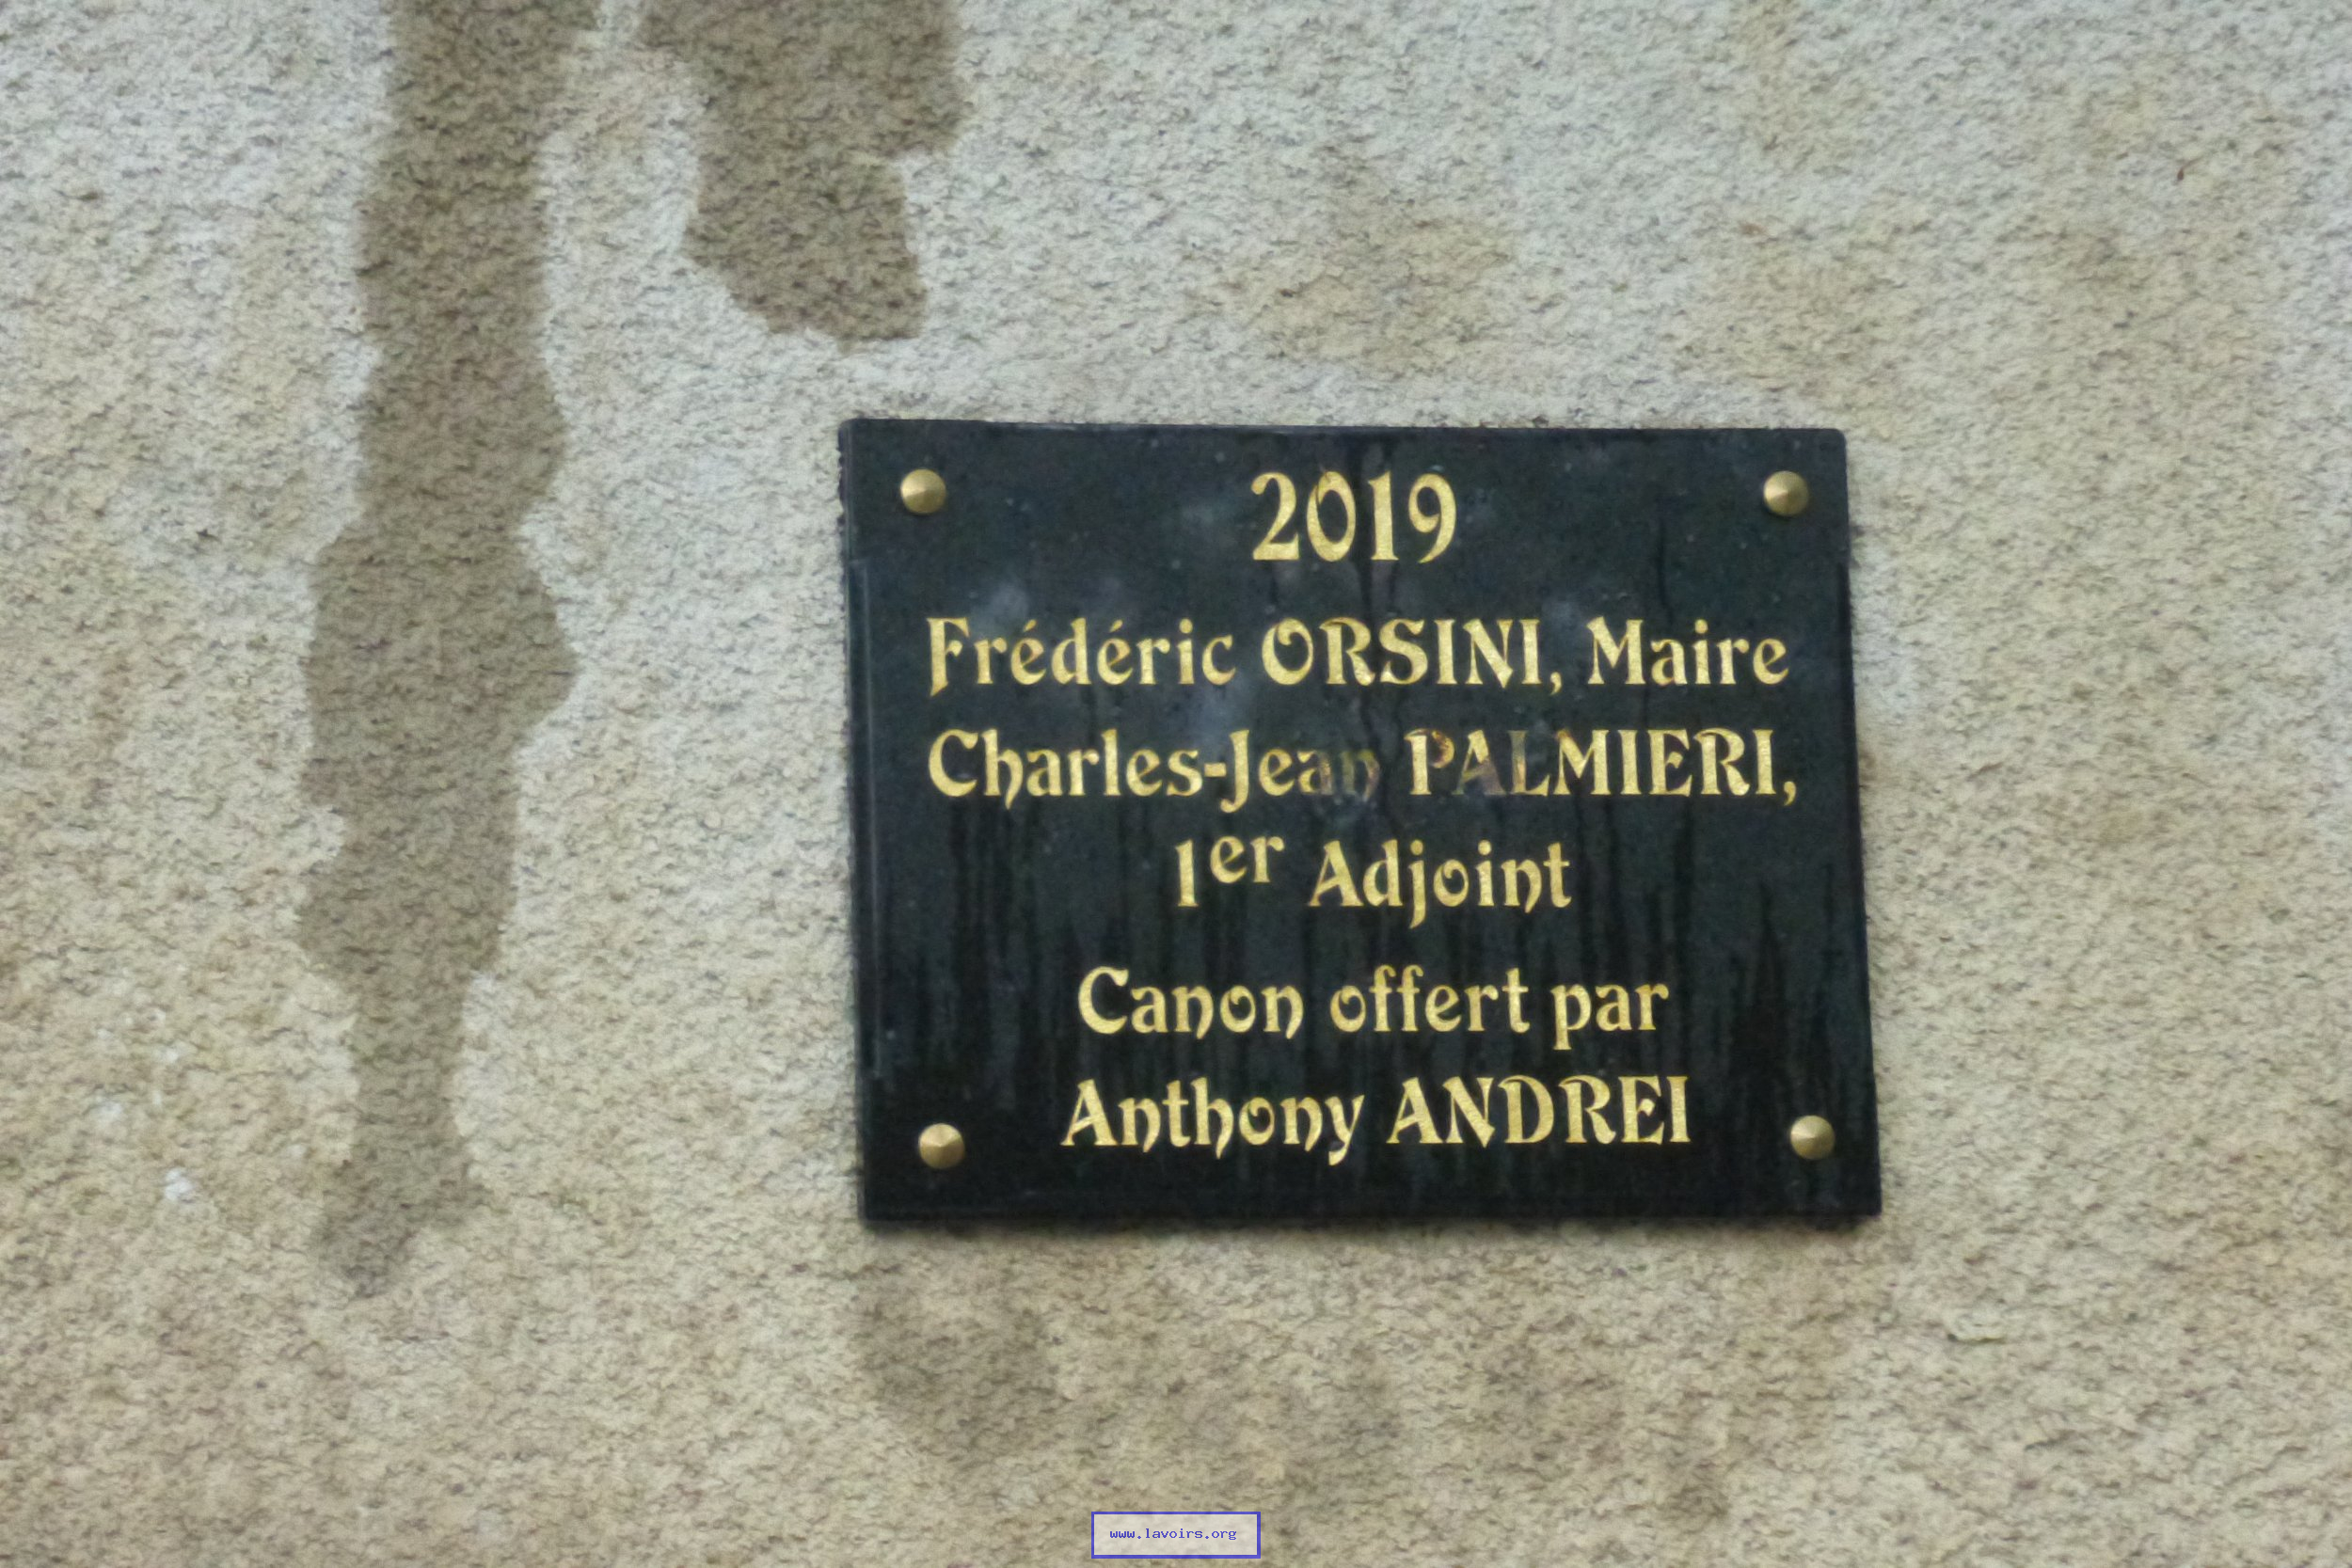 2019
Frédéric ORSINI, Maire
Charles-Jean PALMIERI,
1er Adjoint
Canon offert par
Anthony ANDREI
www.lavoirs.org